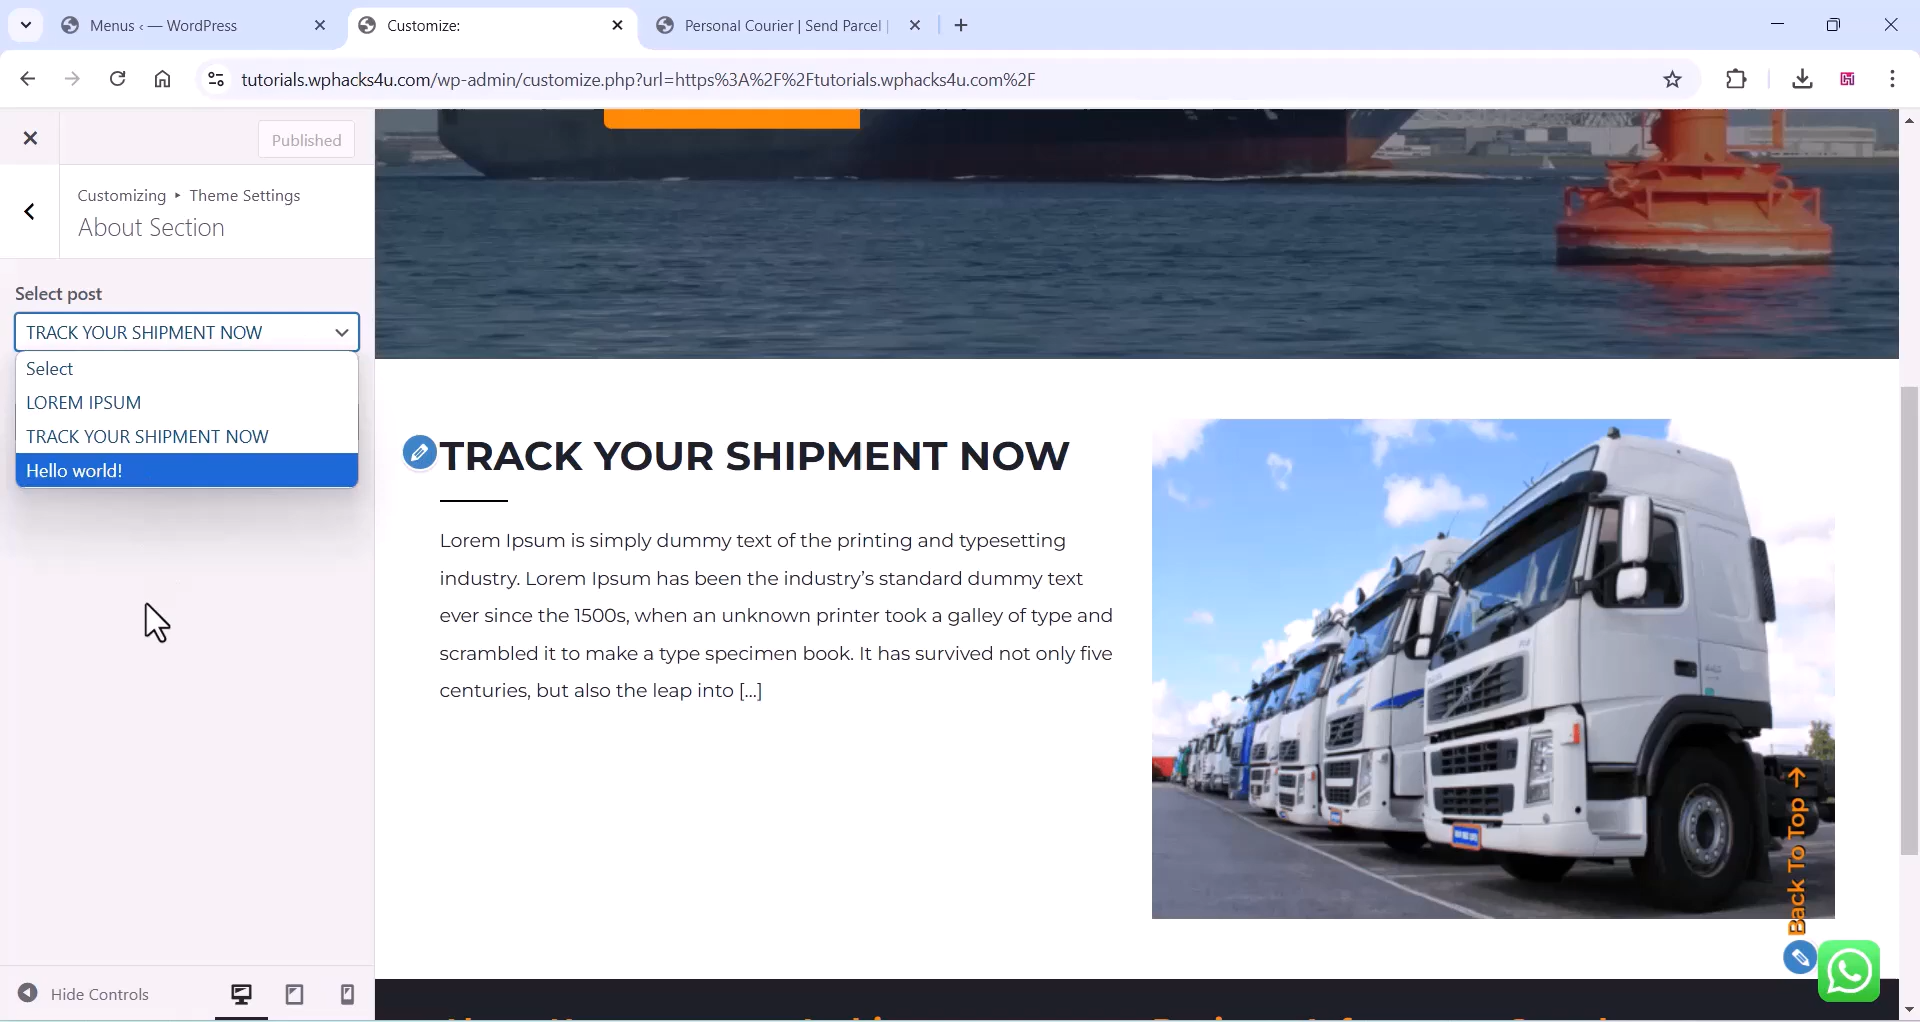 Menus ‹ — WordPress
Customize:
Personal Courier | Send Parcel |
tutorials.wphacks4u.com/wp-admin/customize.php?url=https%3A%2F%2Ftutorials.wphacks4u.com%2F
Published
Customizing ▸ Theme Settings
About Section
Select post
TRACK YOUR SHIPMENT NOW
Select
LOREM IPSUM
TRACK YOUR SHIPMENT NOW
Hello world!
TRACK YOUR SHIPMENT NOW
Lorem Ipsum is simply dummy text of the printing and typesetting
industry. Lorem Ipsum has been the industry’s standard dummy text
ever since the 1500s, when an unknown printer took a galley of type and
scrambled it to make a type specimen book. It has survived not only five
centuries, but also the leap into [...]
Back To Top →
Hide Controls